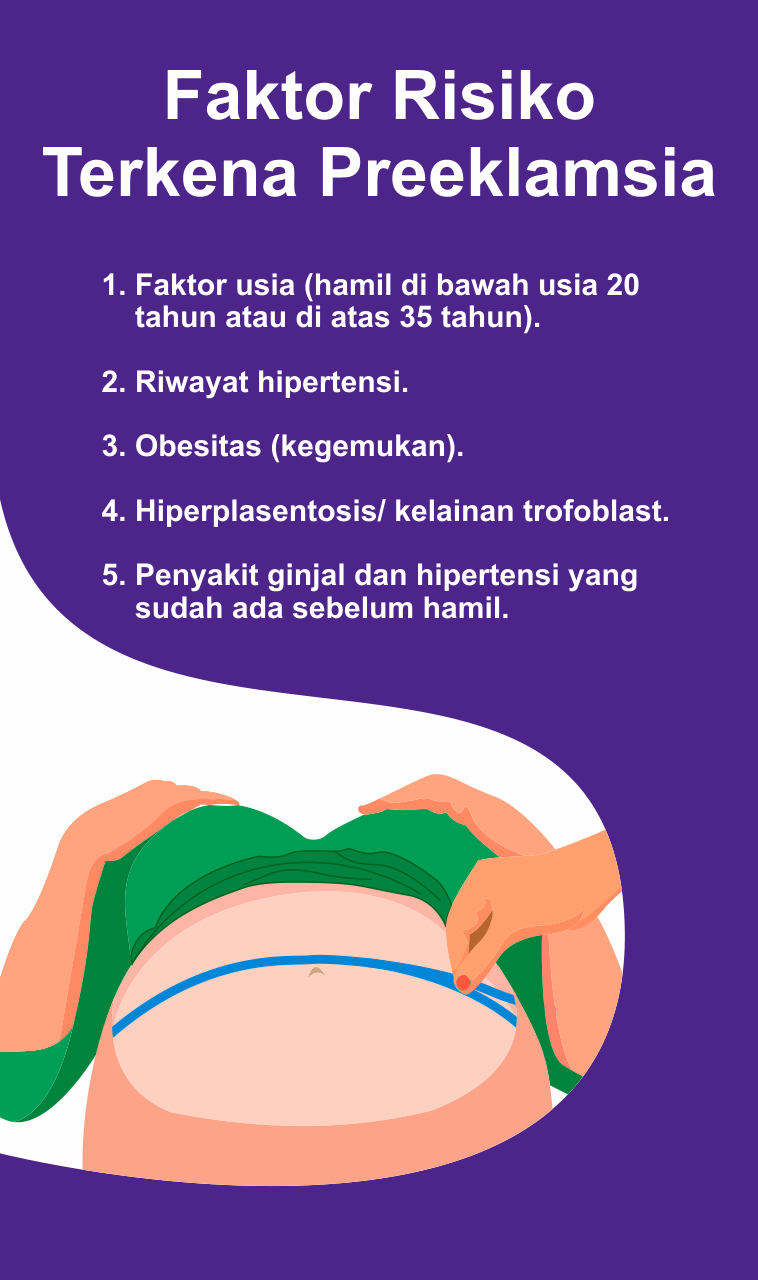 Faktor Risiko
Terkena Preeklamsia
1. Faktor usia (hamil di bawah usia 20
tahun atau di atas 35 tahun).
2. Riwayat hipertensi.
3. Obesitas (kegemukan).
4. Hiperplasentosis/ kelainan trofoblast.
5. Penyakit ginjal dan hipertensi yang
sudah ada sebelum hamil.